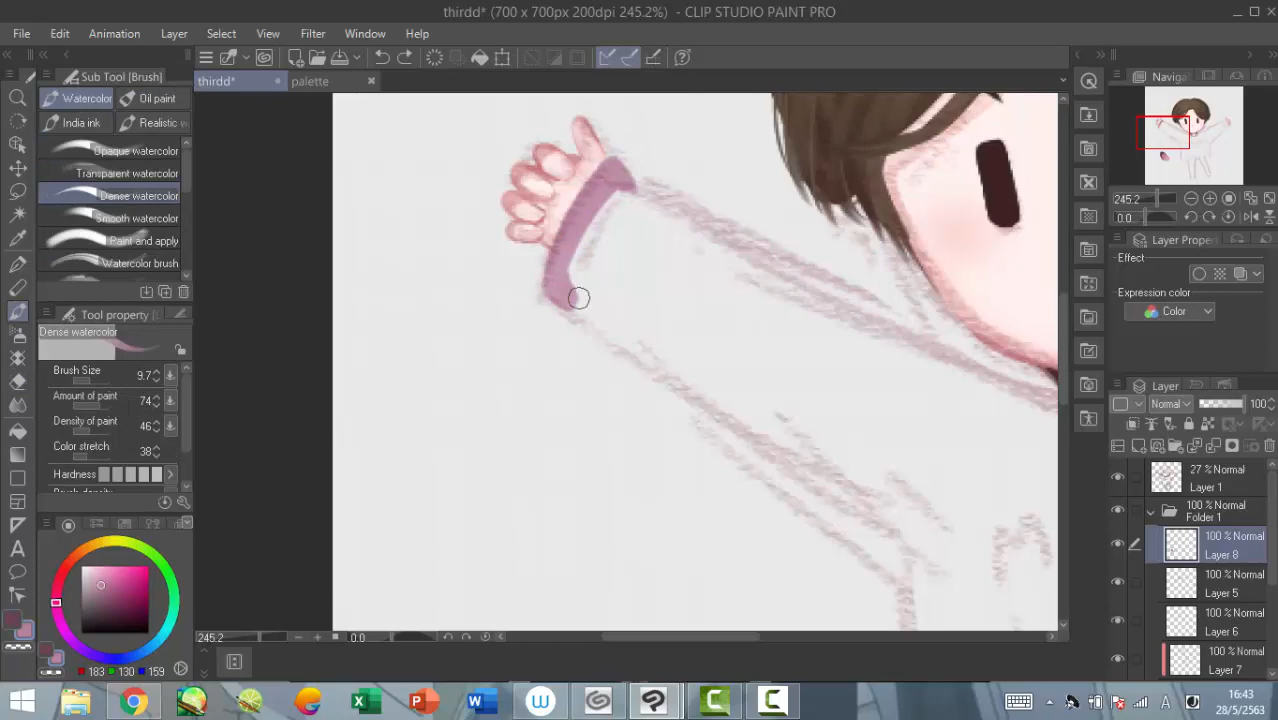 thirdd* (700 x 700px 200dpi 245.2%) - CLIP STUDIO PAINT PRO
File Edit Animation Layer Select View Filter Window Help
Sub Tool [Brush]
thirdd* palette
Watercolor Oil paint
India ink Realistic w
Opaque watercolor
Transparent watercolor
Dense watercolor
Smooth watercolor
Paint and apply
Watercolor brush
Tool property [
Dense watercolor
Brush Size 9.7
Amount of paint 74
Density of paint 46
Color stretch 38
Hardness
183 130 159
245.2 0.0
Naviga
245.2
0.0
Layer Proper
Effect
Expression color
Color
Layer
Normal 100
27 % Normal
Layer 1
100 % Normal
Folder 1
100 % Normal
Layer 8
100 % Normal
Layer 5
100 % Normal
Layer 6
100 % Normal
Layer 7
16:43
28/5/2563